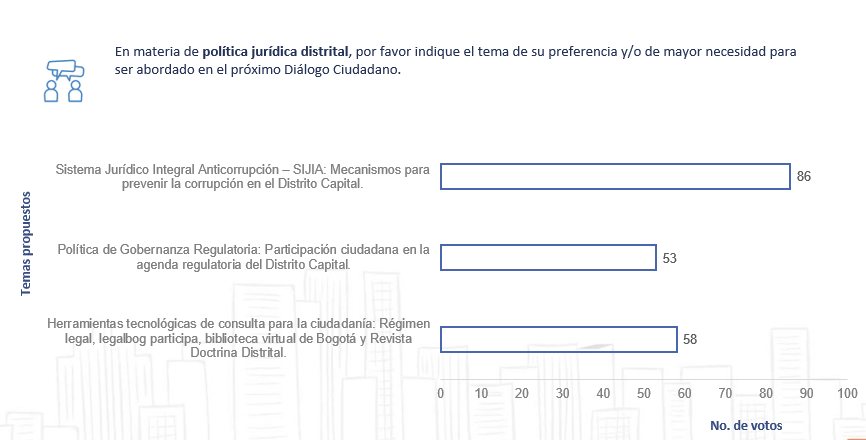 En materia de política jurídica distrital, por favor indique el tema de su preferencia y/o de mayor necesidad para
ser abordado en el próximo Diálogo Ciudadano.
Temas propuestos
Sistema Jurídico Integral Anticorrupción – SIJIA: Mecanismos para
prevenir la corrupción en el Distrito Capital.
86
Política de Gobernanza Regulatoria: Participación ciudadana en la
agenda regulatoria del Distrito Capital.
53
Herramientas tecnológicas de consulta para la ciudadanía: Régimen
legal, legalbog participa, biblioteca virtual de Bogotá y Revista
Doctrina Distrital.
58
0 10 20 30 40 50 60 70 80 90 100
No. de votos